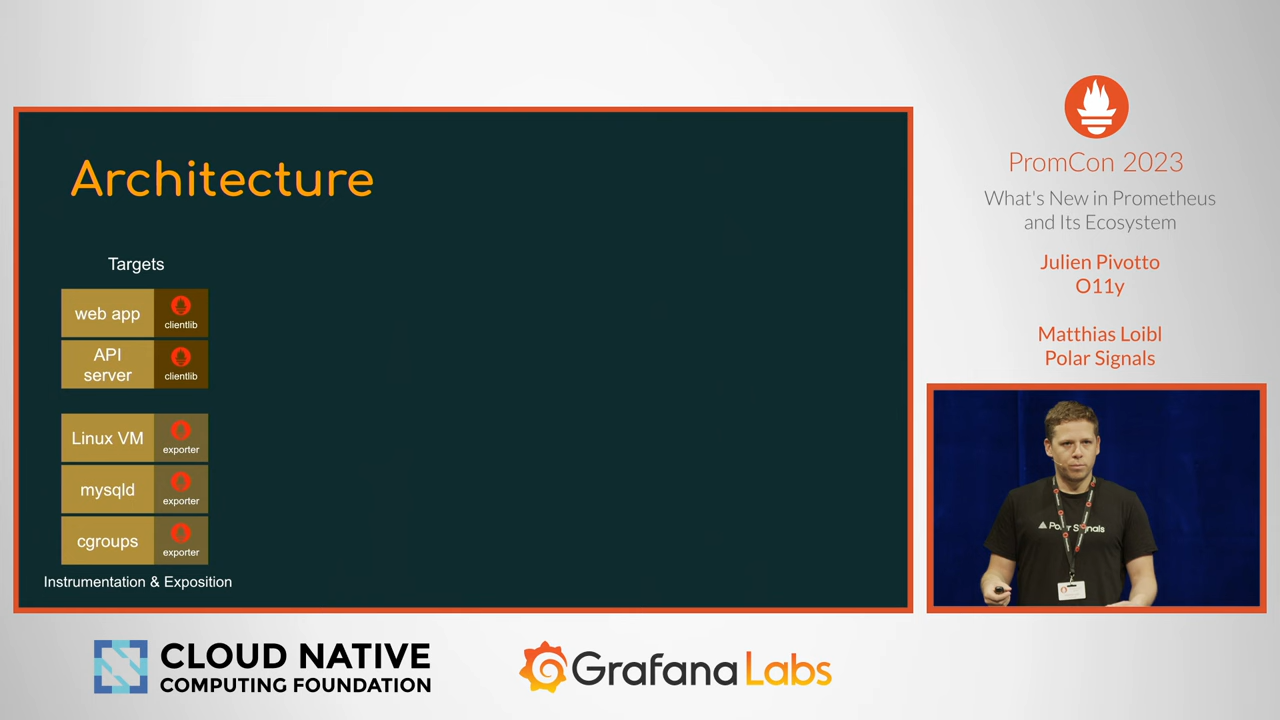 Architecture
Targets
web app
clientlib
API
server
clientlib
Linux VM
exporter
mysqld
exporter
cgroups
exporter
Instrumentation & Exposition
PromCon 2023
What's New in Prometheus
and Its Ecosystem
Julien Pivotto
O11y
Matthias Loibl
Polar Signals
Polar Signals
CLOUD NATIVE
COMPUTING FOUNDATION
Grafana Labs